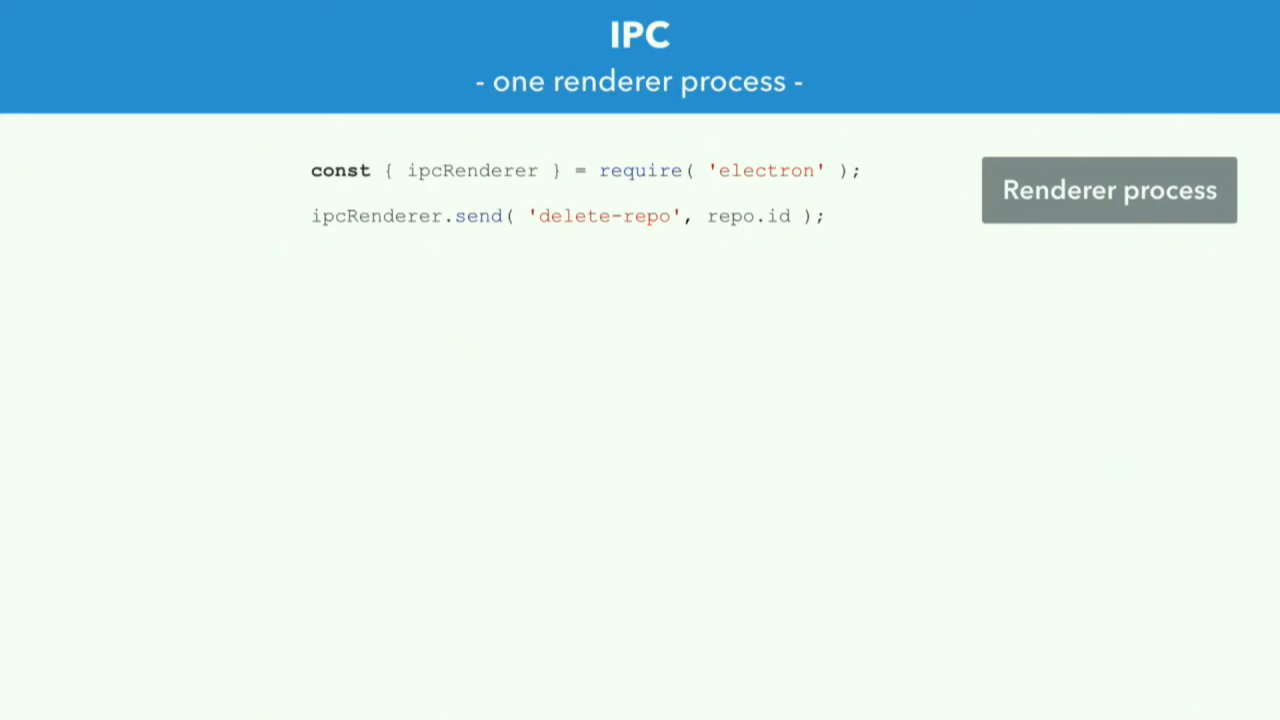 IPC
- one renderer process -
const { ipcRenderer } = require( 'electron' );
Renderer process
ipcRenderer.send( 'delete-repo', repo.id );